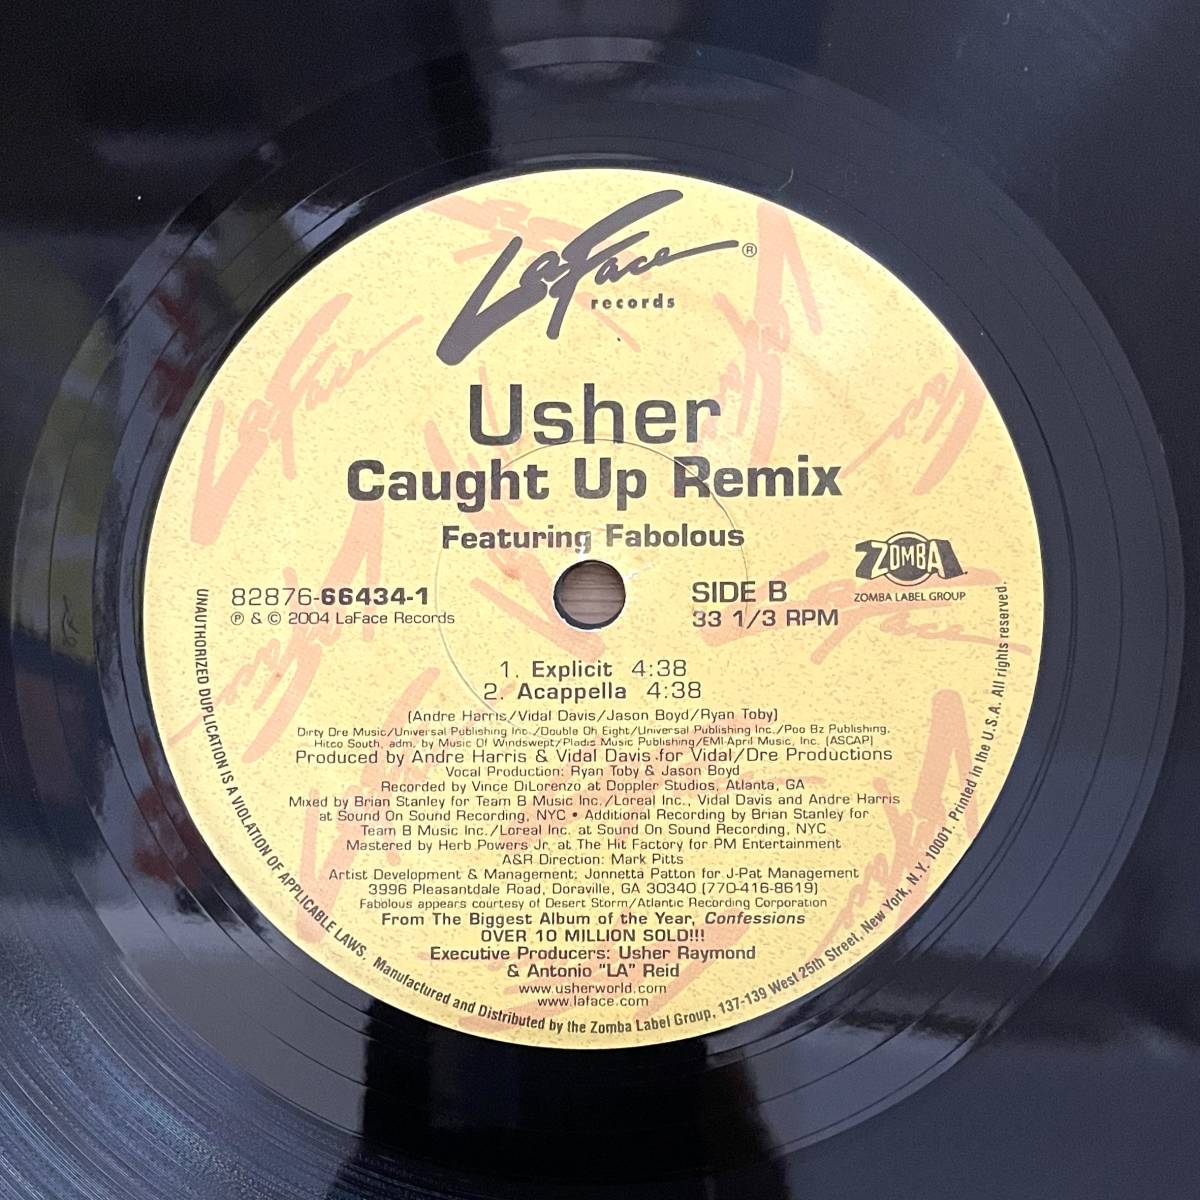 LaFace ®
records
Usher
Caught Up Remix
Featuring Fabolous
ZOMBA
ZOMBA LABEL GROUP
82876-66434-1
℗ & © 2004 LaFace Records
SIDE B
33 1/3 RPM
1. Explicit 4:38
2. Acappella 4:38
(Andre Harris/Vidal Davis/Jason Boyd/Ryan Toby)
Dirty Dre Music/Universal Publishing Inc./Double Oh Eight/Universal Publishing Inc./Poo Bz Publishing,
Hitco South, adm. by Music Of Windswept/Pladis Music Publishing/EMI-April Music, Inc. (ASCAP)
Produced by Andre Harris & Vidal Davis for Vidal/Dre Productions
Vocal Production: Ryan Toby & Jason Boyd
Recorded by Vince DiLorenzo at Doppler Studios, Atlanta, GA
Mixed by Brian Stanley for Team B Music Inc./Loreal Inc., Vidal Davis and Andre Harris
at Sound On Sound Recording, NYC • Additional Recording by Brian Stanley for
Team B Music Inc./Loreal Inc. at Sound On Sound Recording, NYC
Mastered by Herb Powers Jr. at The Hit Factory for PM Entertainment
A&R Direction: Mark Pitts
Artist Development & Management: Jonnetta Patton for J-Pat Management
3996 Pleasantdale Road, Doraville, GA 30340 (770-416-8619)
Fabolous appears courtesy of Desert Storm/Atlantic Recording Corporation
From The Biggest Album of the Year, Confessions
OVER 10 MILLION SOLD!!!
Executive Producers: Usher Raymond
& Antonio "LA" Reid
www.usherworld.com
www.laface.com
UNAUTHORIZED DUPLICATION IS A VIOLATION OF APPLICABLE LAWS. Manufactured and Distributed by the Zomba Label Group, 137-139 West 25th Street, New York, N.Y. 10001. Printed in the U.S.A. All rights reserved.